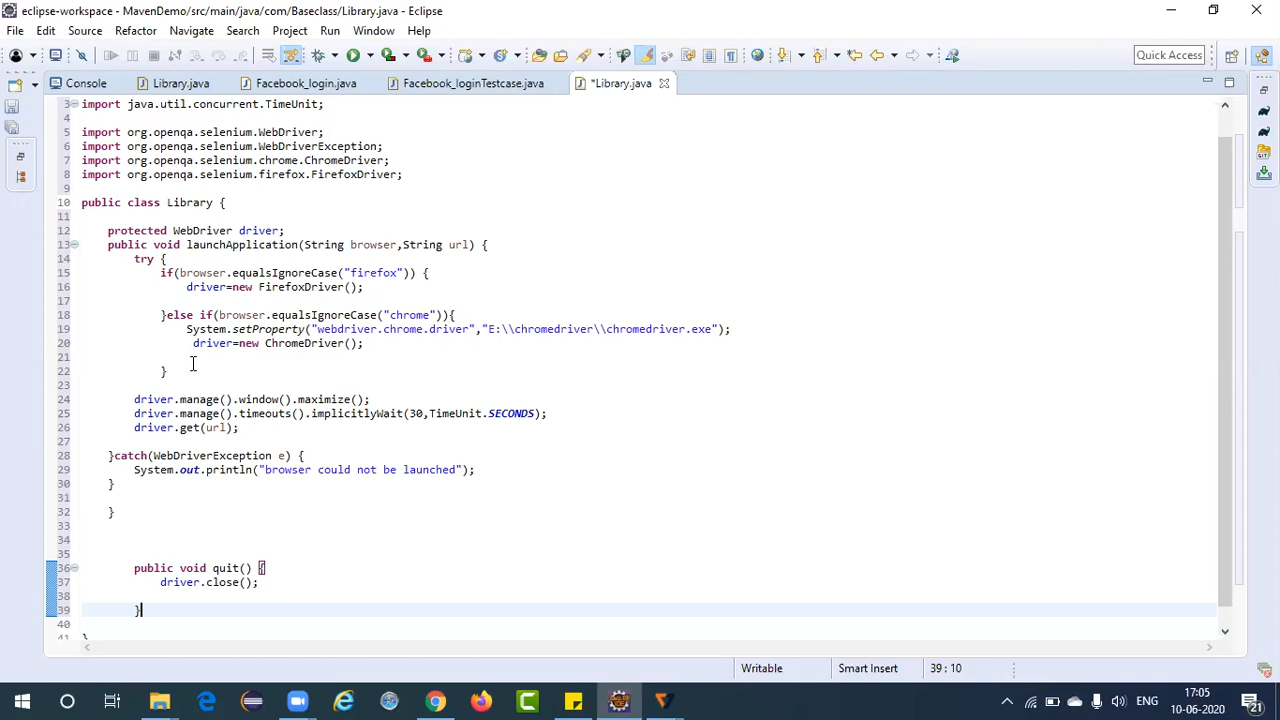 eclipse-workspace - MavenDemo/src/main/java/com/Baseclass/Library.java - Eclipse
File Edit Source Refactor Navigate Search Project Run Window Help
Quick Access
Console Library.java Facebook_login.java Facebook_loginTestcase.java *Library.java
3 import java.util.concurrent.TimeUnit;
4
5 import org.openqa.selenium.WebDriver;
6 import org.openqa.selenium.WebDriverException;
7 import org.openqa.selenium.chrome.ChromeDriver;
8 import org.openqa.selenium.firefox.FirefoxDriver;
9
10 public class Library {
11
12 protected WebDriver driver;
13 public void launchApplication(String browser,String url) {
14 try {
15 if(browser.equalsIgnoreCase("firefox")) {
16 driver=new FirefoxDriver();
17
18 }else if(browser.equalsIgnoreCase("chrome")){
19 System.setProperty("webdriver.chrome.driver","E:\\chromedriver\\chromedriver.exe");
20 driver=new ChromeDriver();
21
22 }
23
24 driver.manage().window().maximize();
25 driver.manage().timeouts().implicitlyWait(30,TimeUnit.SECONDS);
26 driver.get(url);
27
28 }catch(WebDriverException e) {
29 System.out.println("browser could not be launched");
30 }
31
32 }
33
34
35
36 public void quit() {
37 driver.close();
38
39 }
40
41 }
Writable Smart Insert 39 : 10
ENG 17:05
10-06-2020 21